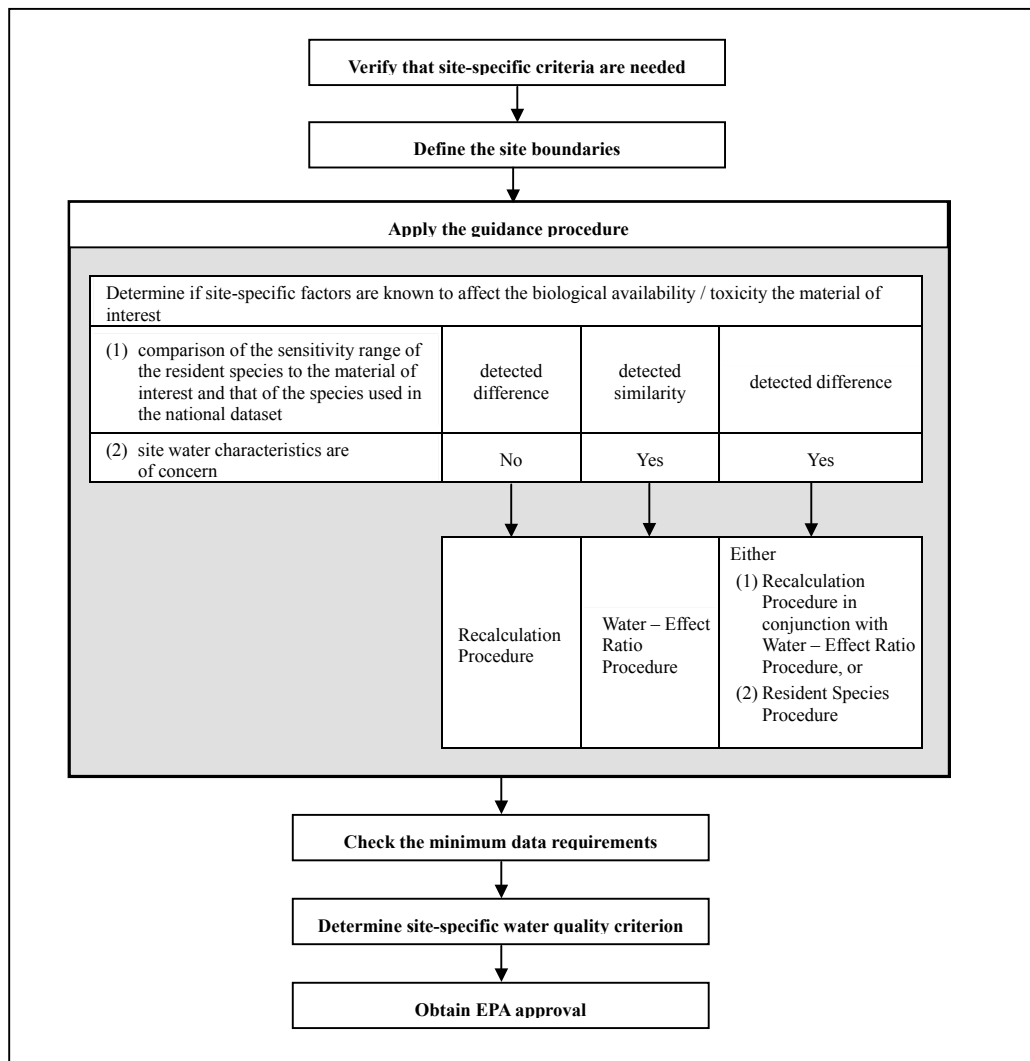 Verify that site-specific criteria are needed
Define the site boundaries
Apply the guidance procedure
Determine if site-specific factors are known to affect the biological availability / toxicity the material of
interest
(1) comparison of the sensitivity range of
the resident species to the material of
interest and that of the species used in
the national dataset
detected
difference
detected
similarity
detected difference
(2) site water characteristics are
of concern
No
Yes
Yes
Recalculation
Procedure
Water – Effect
Ratio
Procedure
Either
(1) Recalculation
Procedure in
conjunction with
Water – Effect Ratio
Procedure, or
(2) Resident Species
Procedure
Check the minimum data requirements
Determine site-specific water quality criterion
Obtain EPA approval